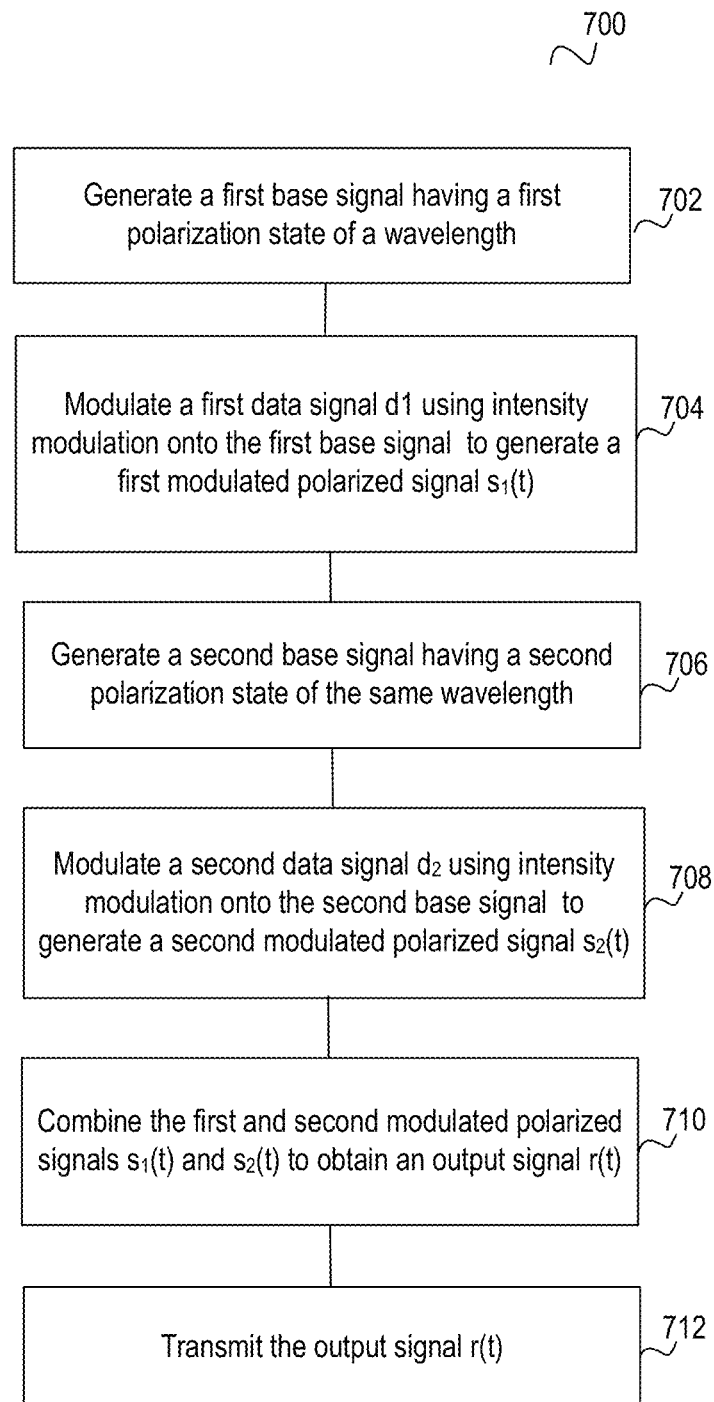 700
Generate a first base signal having a first
polarization state of a wavelength
702
Modulate a first data signal d1 using intensity
modulation onto the first base signal to generate a
first modulated polarized signal s₁(t)
704
Generate a second base signal having a second
polarization state of the same wavelength
706
Modulate a second data signal d₂ using intensity
modulation onto the second base signal to
generate a second modulated polarized signal s₂(t)
708
Combine the first and second modulated polarized
signals s₁(t) and s₂(t) to obtain an output signal r(t)
710
Transmit the output signal r(t)
712